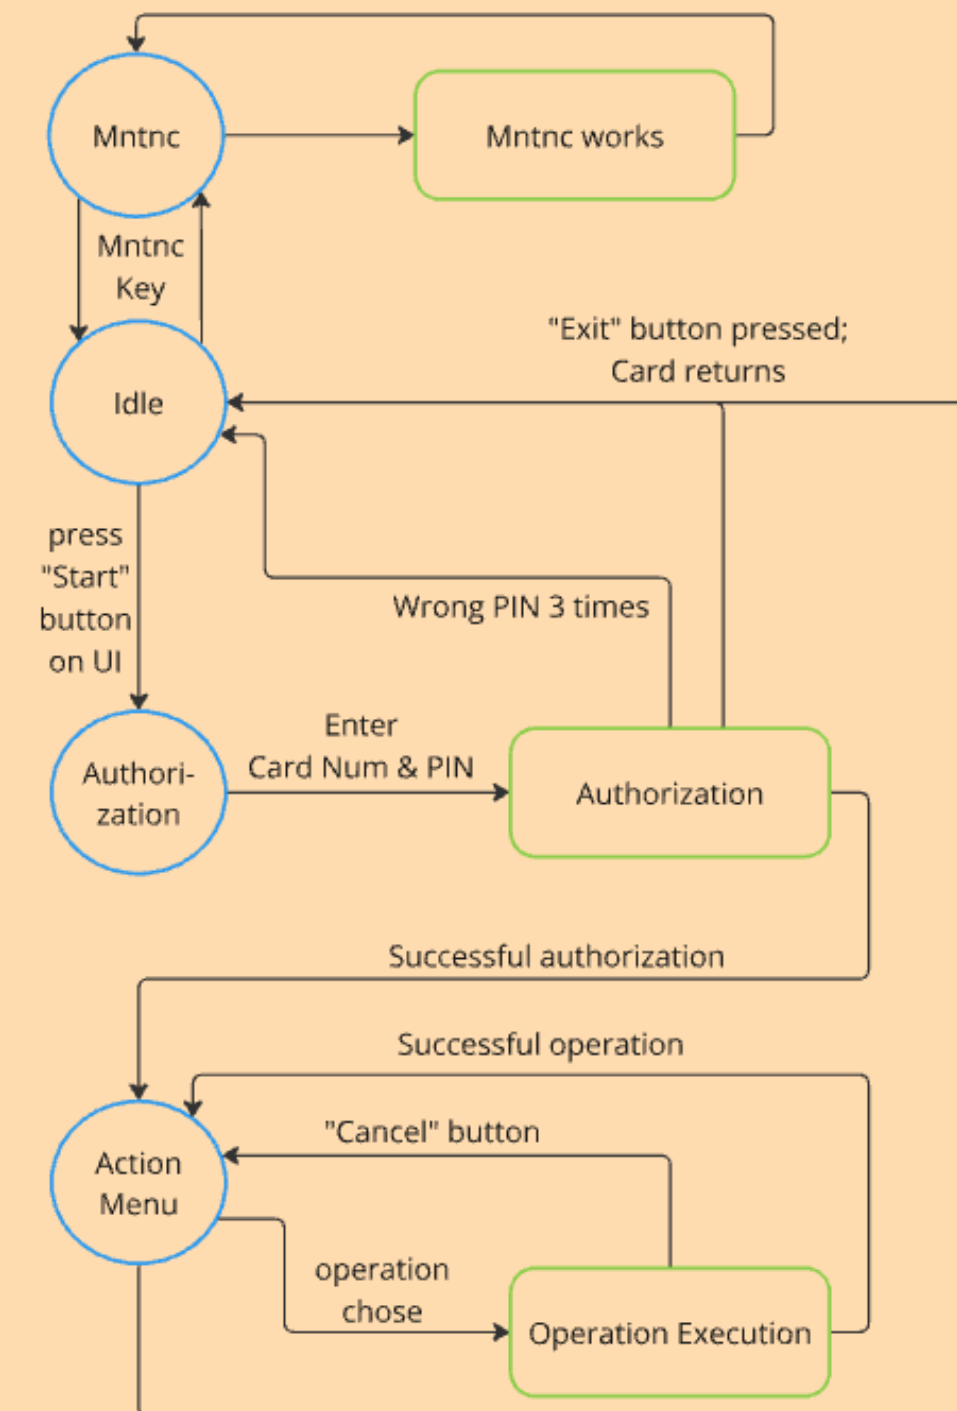 Mntnc
Mntnc works
Mntnc
Key
"Exit" button pressed;
Card returns
Idle
press
"Start"
button
on UI
Wrong PIN 3 times
Enter
Card Num & PIN
Authori-
zation
Authorization
Successful authorization
Successful operation
"Cancel" button
Action
Menu
operation
chose
Operation Execution